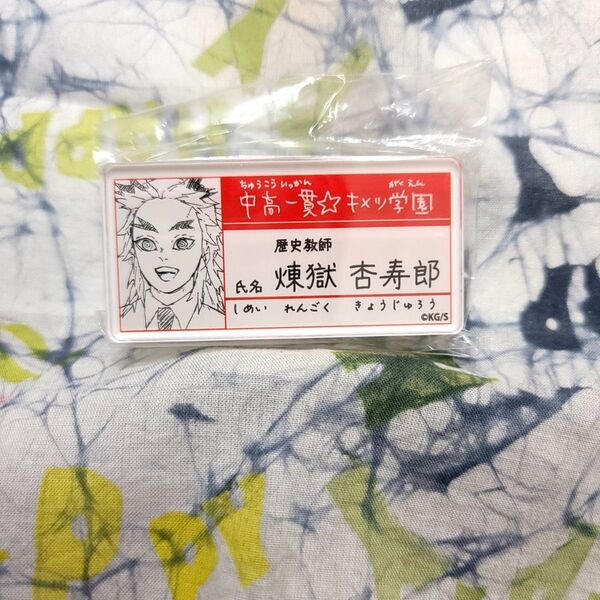 ちゅうこう いっかん がく えん
中高一貫☆キメツ学園
歴史教師
氏名 煉獄 杏寿郎
しめい れんごく きょうじゅろう
©KG/S